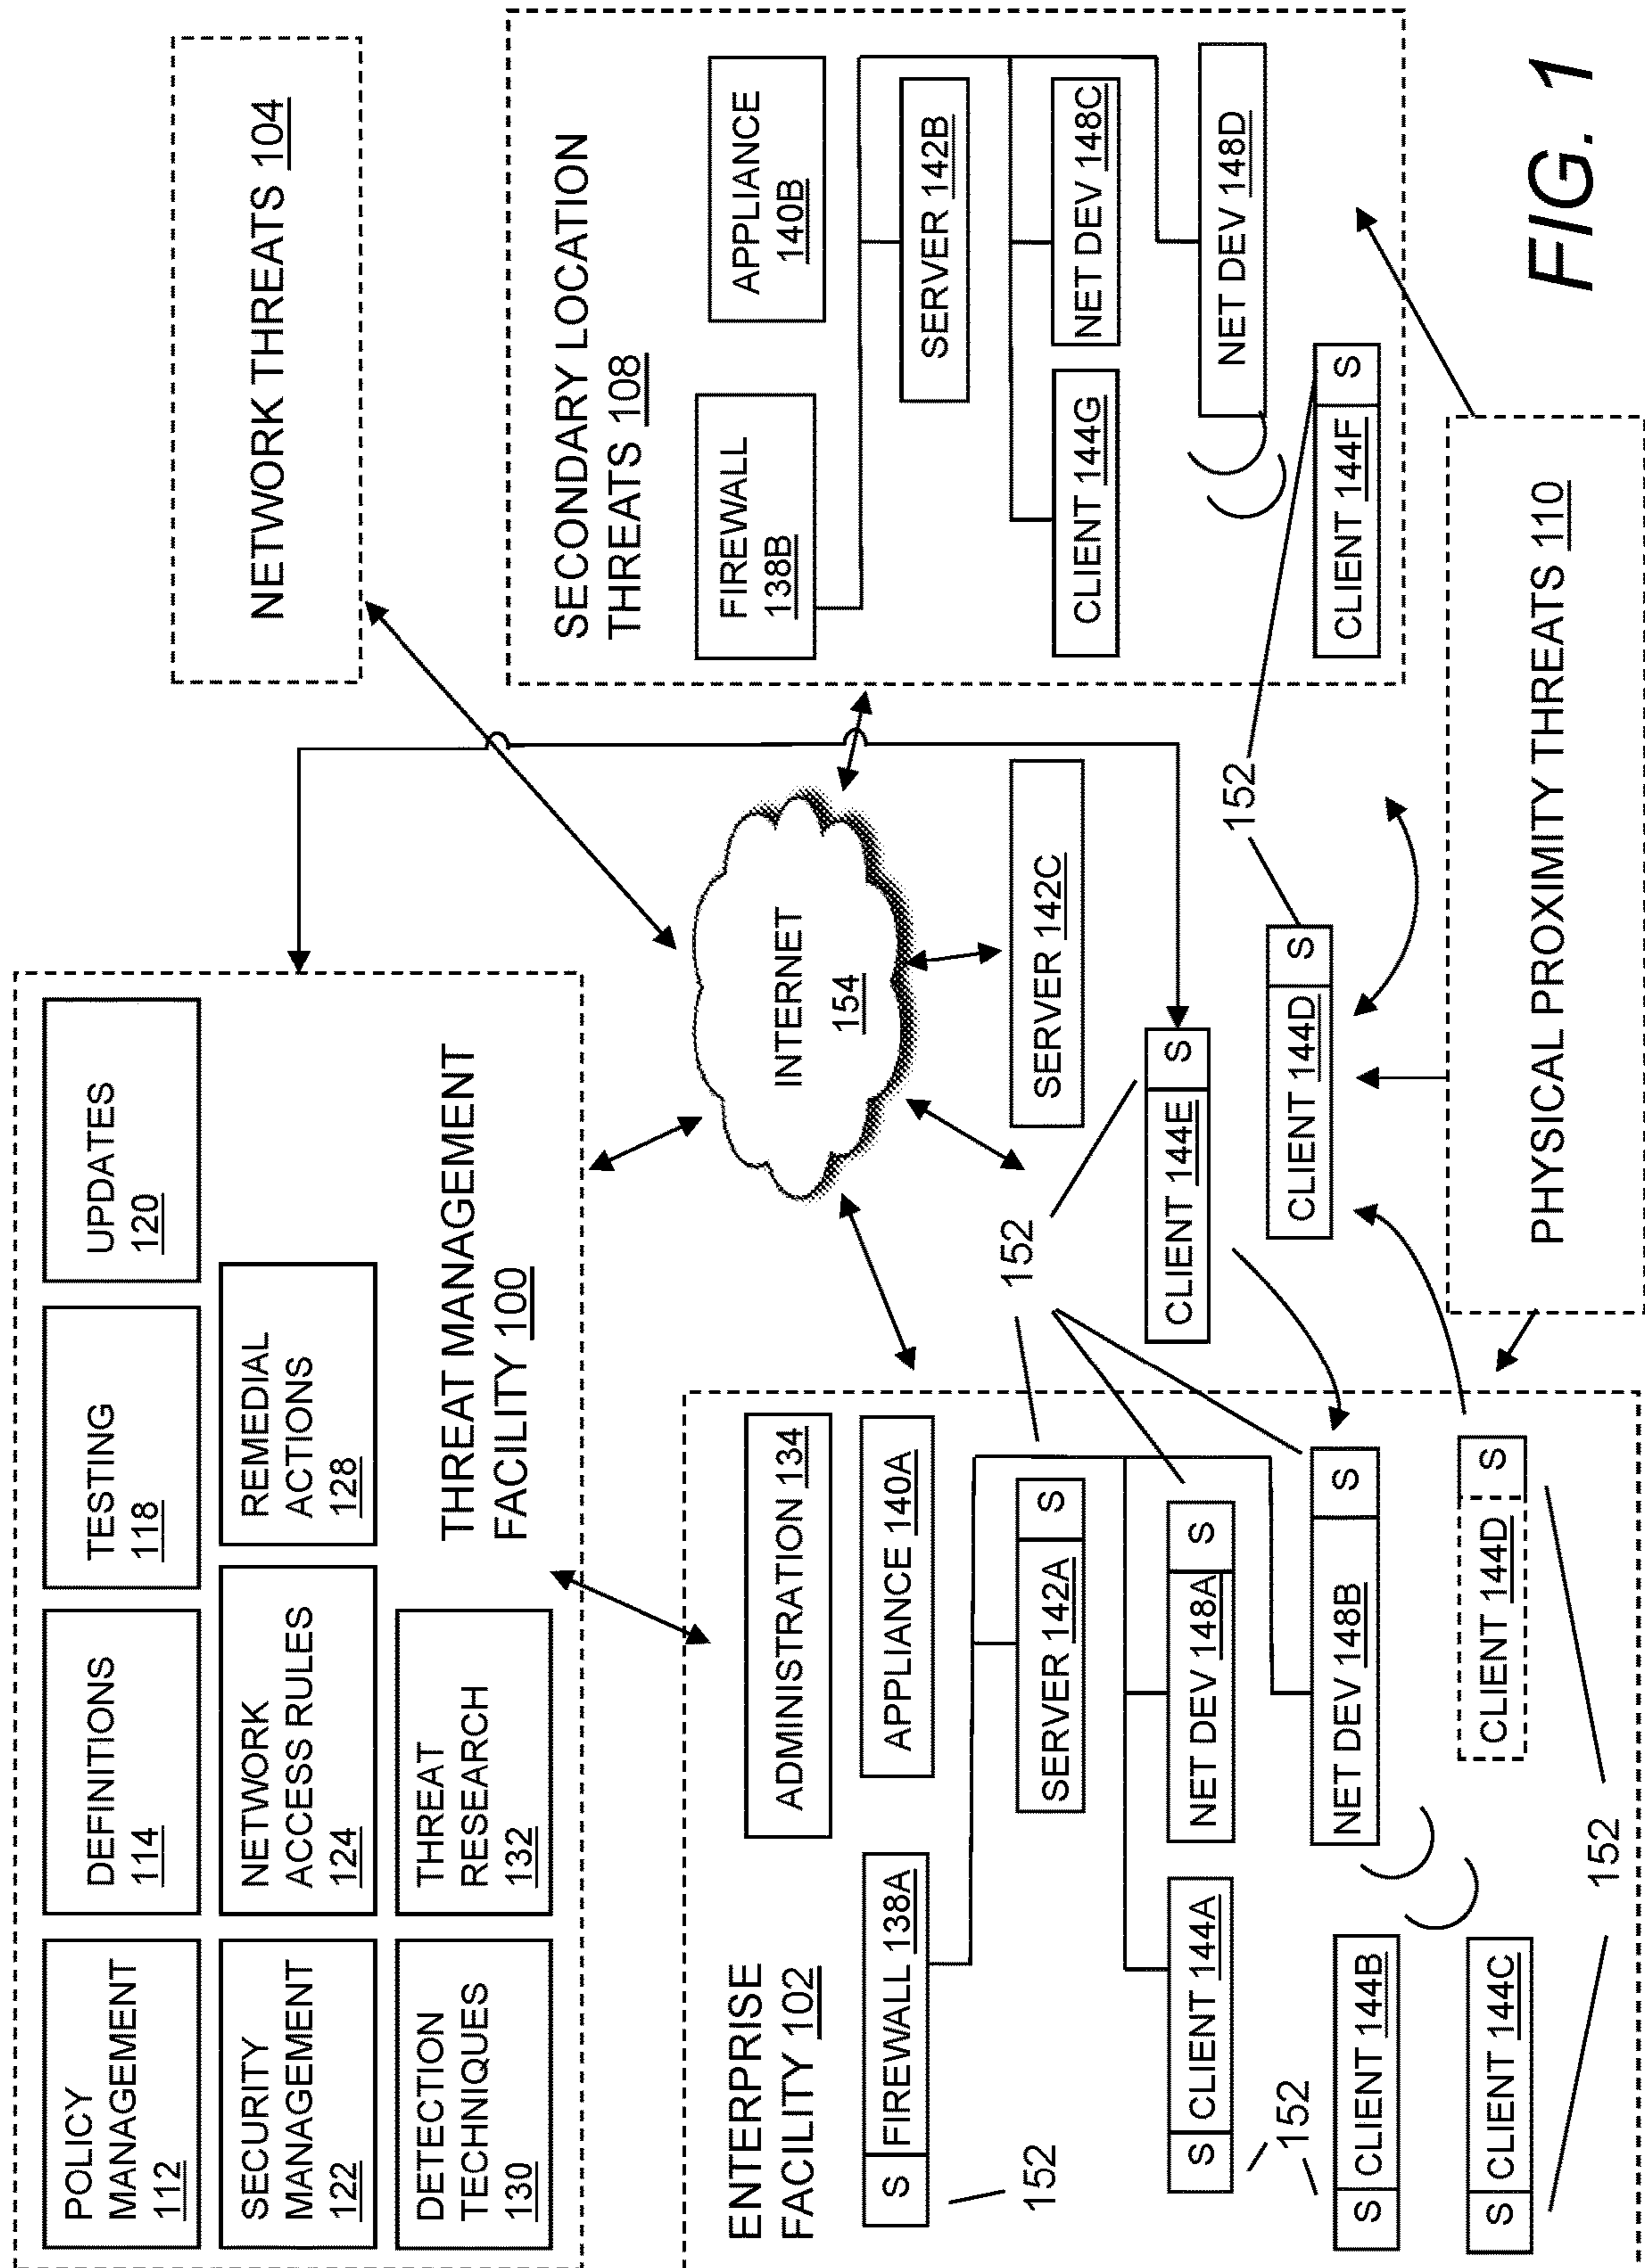 POLICY
MANAGEMENT
112
DEFINITIONS
114
TESTING
118
UPDATES
120
SECURITY
MANAGEMENT
122
NETWORK
ACCESS RULES
124
REMEDIAL
ACTIONS
128
DETECTION
TECHNIQUES
130
THREAT
RESEARCH
132
THREAT MANAGEMENT
FACILITY 100
NETWORK THREATS 104
INTERNET
154
SERVER 142C
ENTERPRISE
FACILITY 102
ADMINISTRATION 134
S FIREWALL 138A
APPLIANCE 140A
152
SERVER 142A S
152
S CLIENT 144A
NET DEV 148A S
152
S CLIENT 144B
NET DEV 148B S
S CLIENT 144C
CLIENT 144D S
152
CLIENT 144E S
CLIENT 144D S
152
SECONDARY LOCATION
THREATS 108
FIREWALL
138B
APPLIANCE
140B
SERVER 142B
CLIENT 144G
NET DEV 148C
NET DEV 148D
CLIENT 144F S
PHYSICAL PROXIMITY THREATS 110
FIG. 1